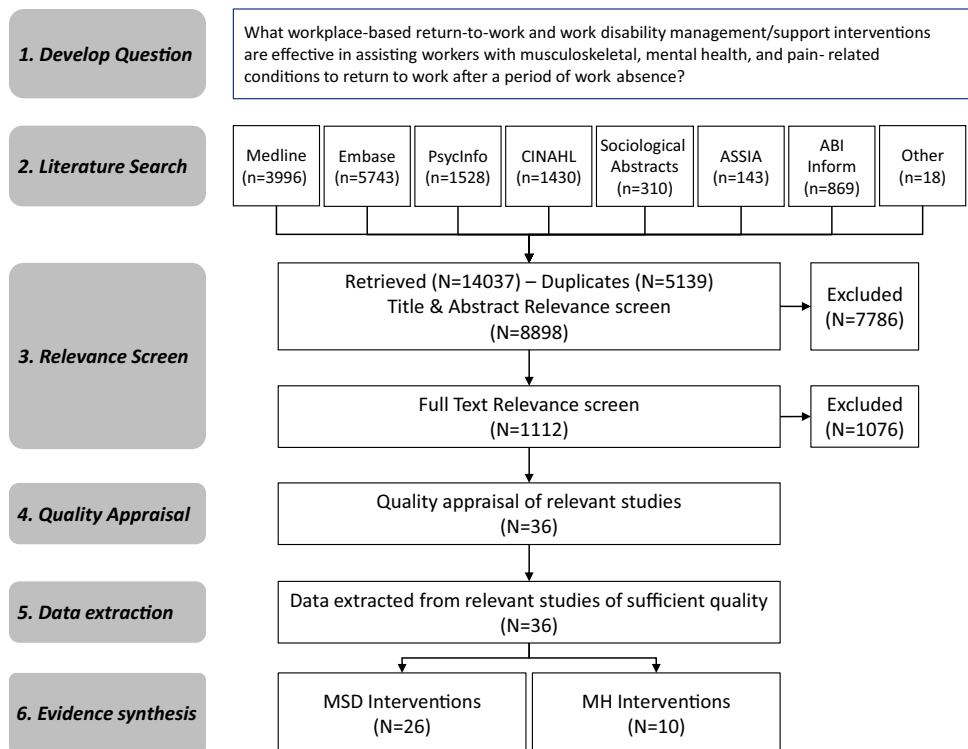 1. Develop Question
What workplace-based return-to-work and work disability management/support interventions
are effective in assisting workers with musculoskeletal, mental health, and pain- related
conditions to return to work after a period of work absence?
2. Literature Search
Medline
(n=3996)
Embase
(n=5743)
PsycInfo
(n=1528)
CINAHL
(n=1430)
Sociological
Abstracts
(n=310)
ASSIA
(n=143)
ABI
Inform
(n=869)
Other
(n=18)
3. Relevance Screen
Retrieved (N=14037) – Duplicates (N=5139)
Title & Abstract Relevance screen
(N=8898)
Excluded
(N=7786)
Full Text Relevance screen
(N=1112)
Excluded
(N=1076)
4. Quality Appraisal
Quality appraisal of relevant studies
(N=36)
5. Data extraction
Data extracted from relevant studies of sufficient quality
(N=36)
6. Evidence synthesis
MSD Interventions
(N=26)
MH Interventions
(N=10)